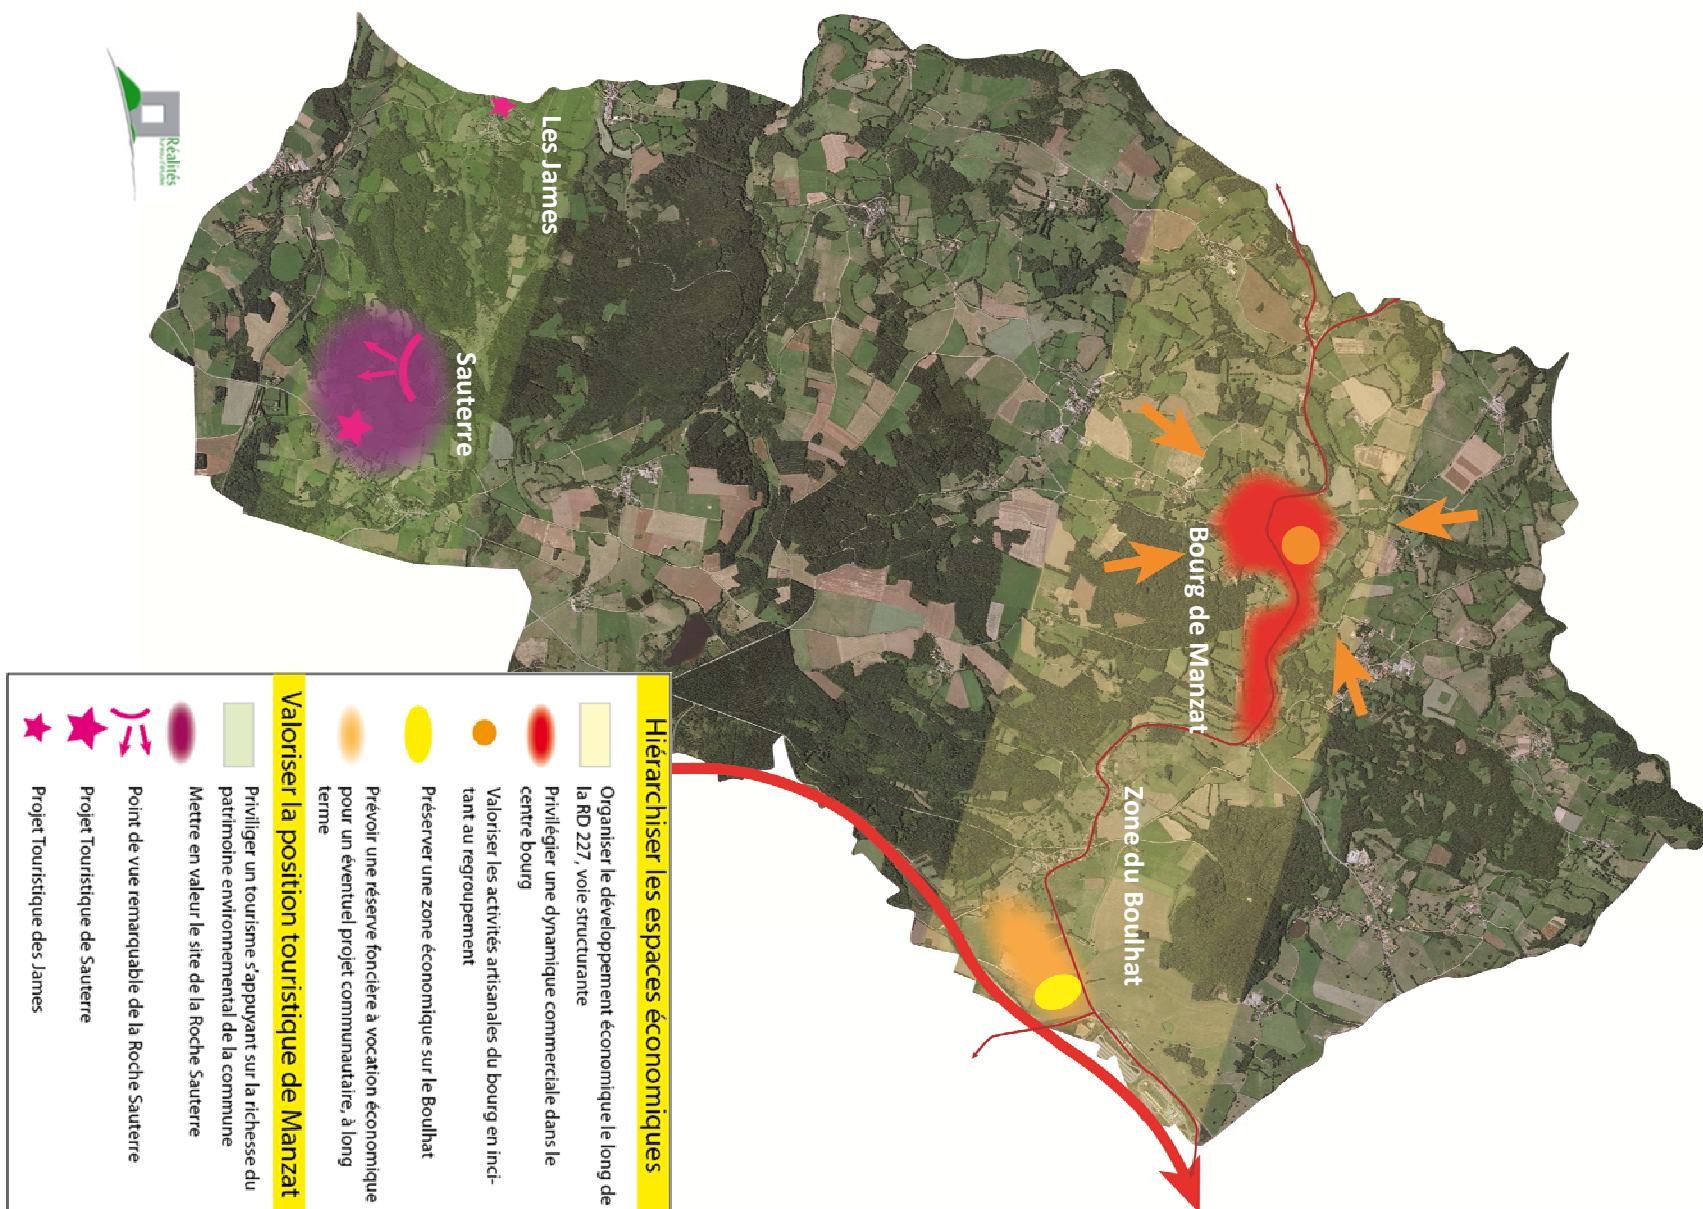 Les James
Sauterre
Bourg de Manzat
Zone du Boulhat
Hiérarchiser les espaces économiques
Organiser le développement économique le long de
la RD 227, voie structurante
Privilégier une dynamique commerciale dans le
centre bourg
Valoriser les activités artisanales du bourg en inci-
tant au regroupement
Préserver une zone économique sur le Boulhat
Prévoir une réserve foncière à vocation économique
pour un éventuel projet communautaire, à long
terme
Valoriser la position touristique de Manzat
Priviliger un tourisme s'appuyant sur la richesse du
patrimoine environnemental de la commune
Mettre en valeur le site de la Roche Sauterre
Point de vue remarquable de la Roche Sauterre
Projet Touristique de Sauterre
Projet Touristique des James
Réalités
Bureau d'études